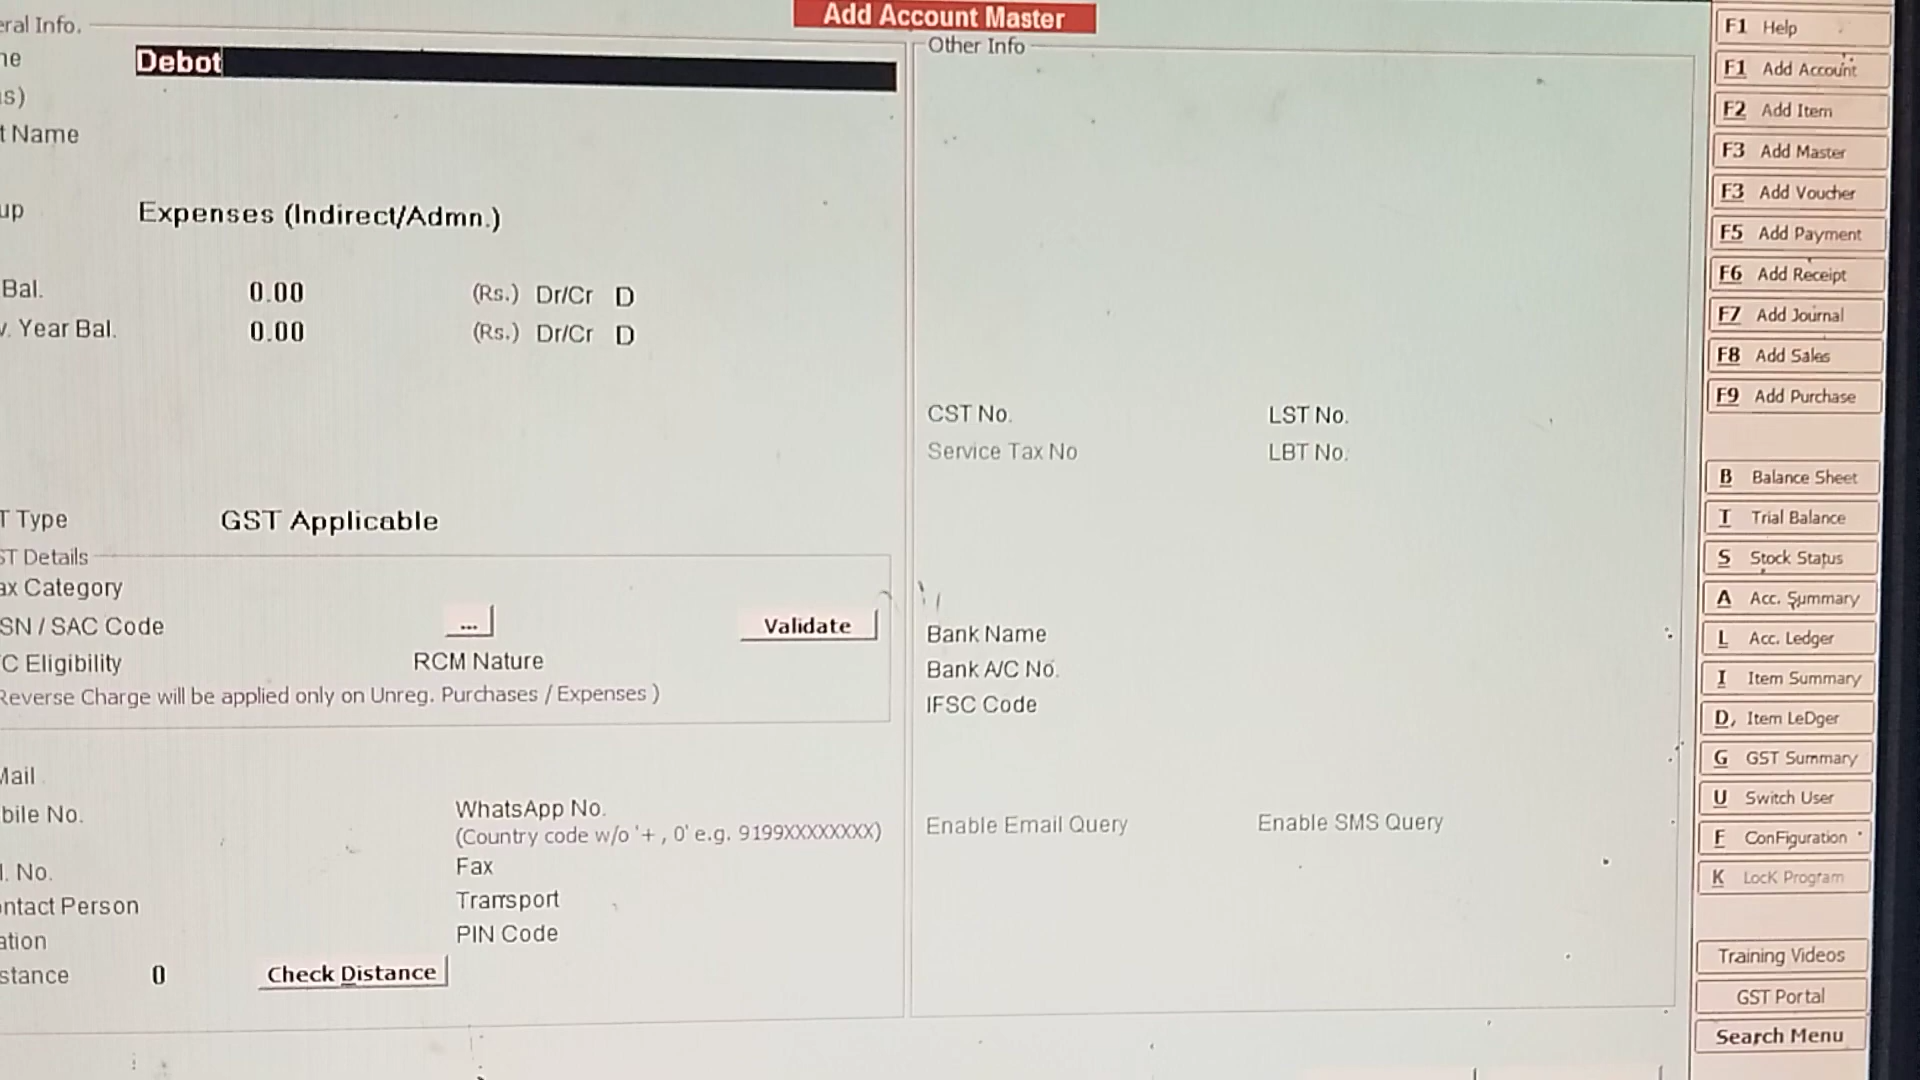 Add Account Master
eral Info.
ne Debot
s)
t Name
up Expenses (Indirect/Admn.)
Bal. 0.00 (Rs.) Dr/Cr D
v. Year Bal. 0.00 (Rs.) Dr/Cr D
T Type GST Applicable
ST Details
ax Category
SN / SAC Code ... Validate
C Eligibility RCM Nature
Reverse Charge will be applied only on Unreg. Purchases / Expenses )
Mail
bile No. WhatsApp No.
(Country code w/o '+ , 0' e.g. 9199XXXXXXXX)
l. No. Fax
ontact Person Transport
ation PIN Code
stance 0 Check Distance
Other Info
CST No. LST No.
Service Tax No LBT No.
Bank Name
Bank A/C No.
IFSC Code
Enable Email Query Enable SMS Query
F1 Help
F1 Add Account
F2 Add Item
F3 Add Master
F3 Add Voucher
F5 Add Payment
F6 Add Receipt
F7 Add Journal
F8 Add Sales
F9 Add Purchase
B Balance Sheet
T Trial Balance
S Stock Status
A Acc. Summary
L Acc. Ledger
I Item Summary
D Item LeDger
G GST Summary
U Switch User
F ConFiguration
K LocK Program
Training Videos
GST Portal
Search Menu